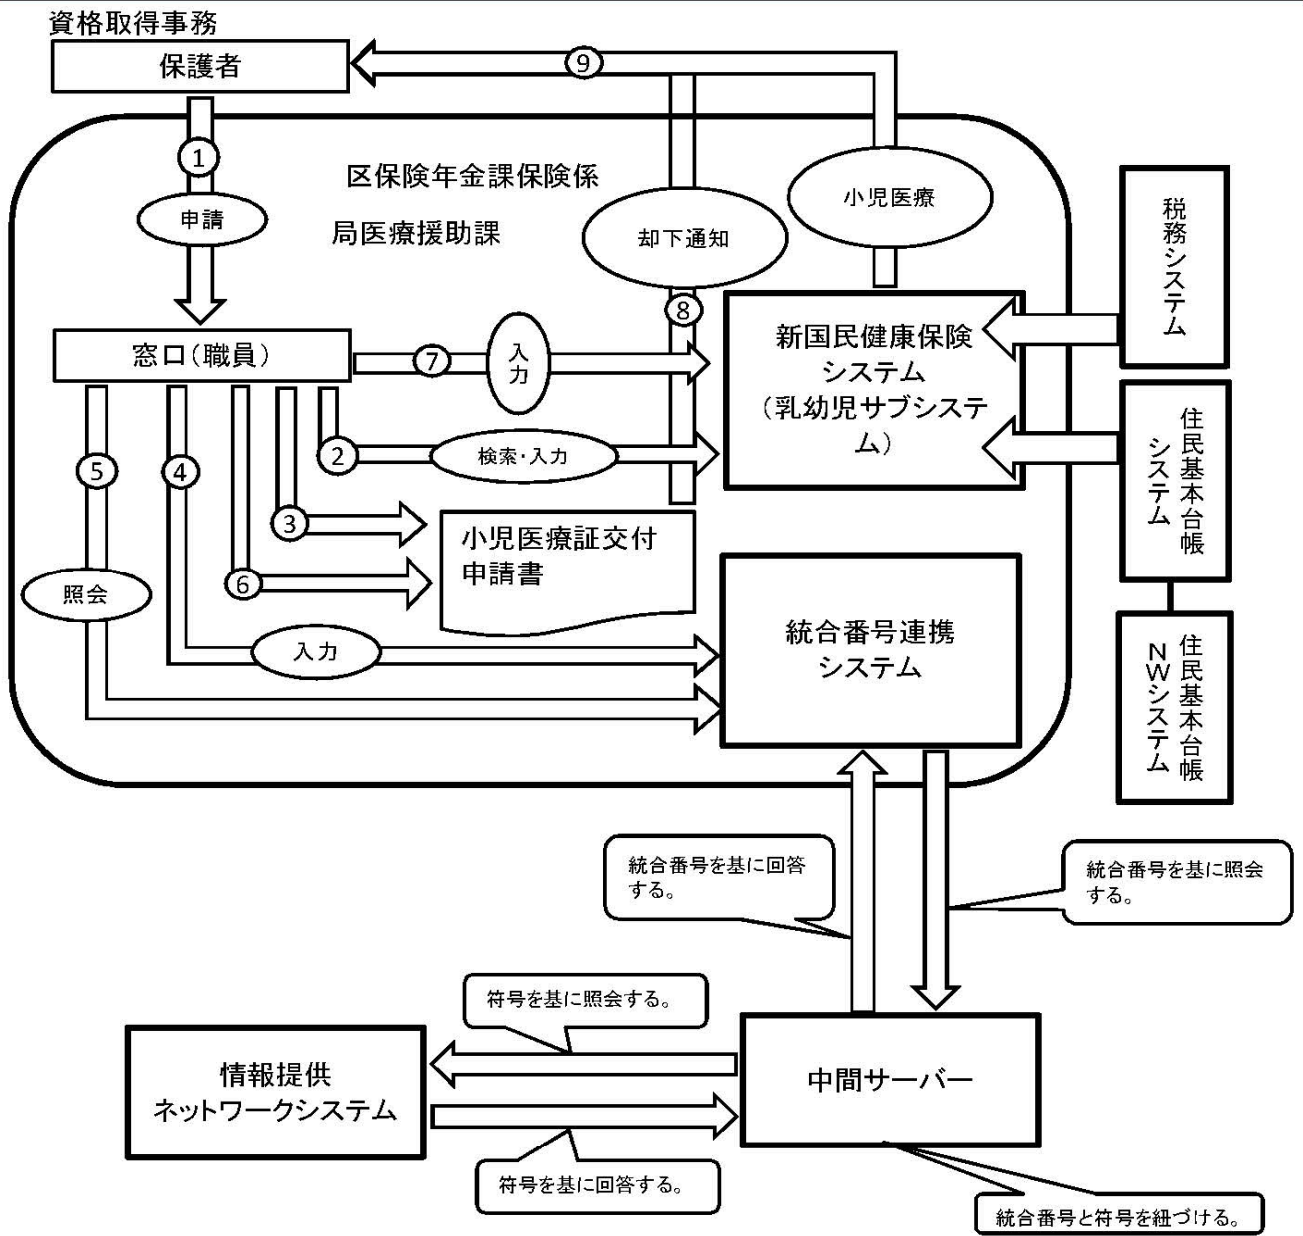 資格取得事務
保護者
⑨
①
申請
区保険年金課保険係
局医療援助課
却下通知
小児医療
⑧
税務システム
窓口(職員)
⑦
入力
新国民健康保険
システム
(乳幼児サブシステ
ム)
②
検索・入力
⑤
④
③
⑥
小児医療証交付
申請書
住民基本台帳
システム
照会
入力
統合番号連携
システム
住民基本台帳
NWシステム
統合番号を基に回答
する。
統合番号を基に照会
する。
符号を基に照会する。
情報提供
ネットワークシステム
中間サーバー
符号を基に回答する。
統合番号と符号を紐づける。